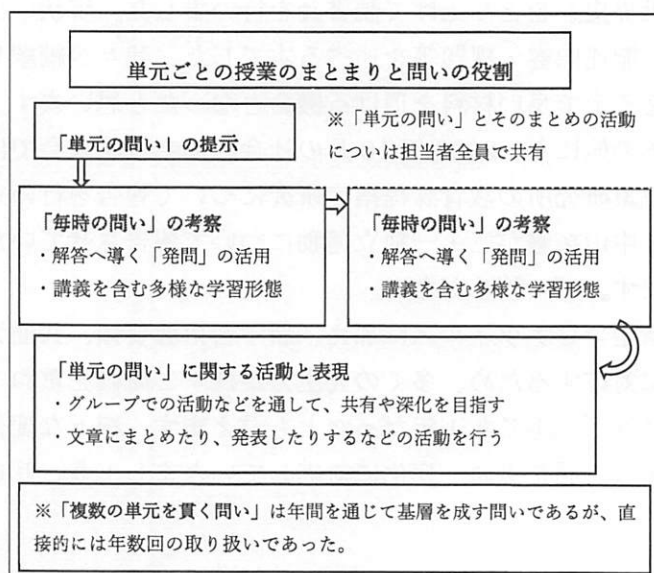 単元ごとの授業のまとまりと問いの役割
「単元の問い」の提示
※「単元の問い」とそのまとめの活動
については担当者全員で共有
「毎時の問い」の考察
・解答へ導く「発問」の活用
・講義を含む多様な学習形態
「毎時の問い」の考察
・解答へ導く「発問」の活用
・講義を含む多様な学習形態
「単元の問い」に関する活動と表現
・グループでの活動などを通して、共有や深化を目指す
・文章にまとめたり、発表したりするなどの活動を行う
※「複数の単元を貫く問い」は年間を通じて基層を成す問いであるが、直
接的には年数回の取り扱いであった。